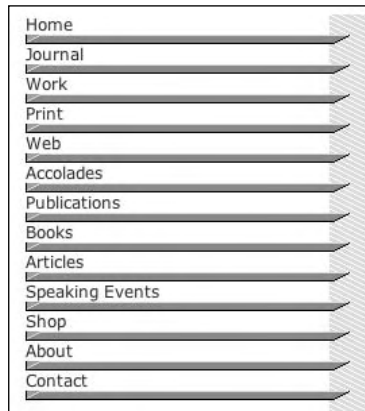 Home
Journal
Work
Print
Web
Accolades
Publications
Books
Articles
Speaking Events
Shop
About
Contact